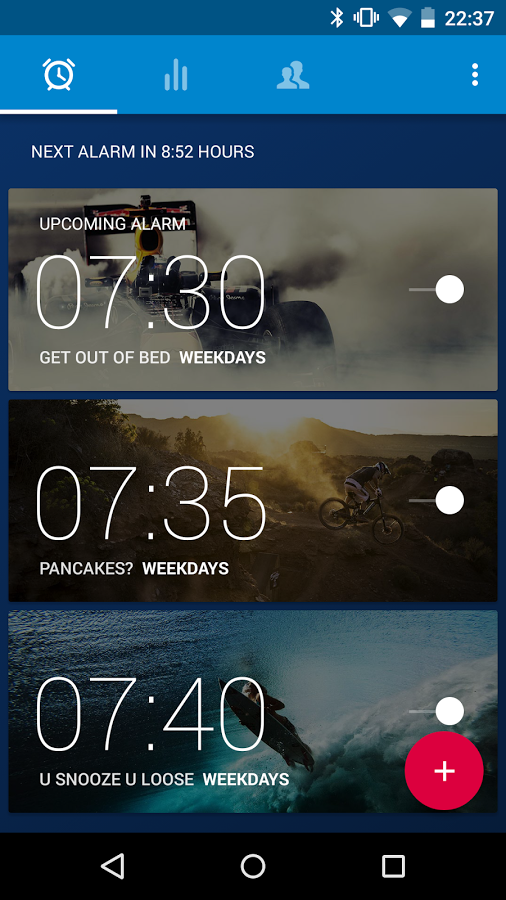 22:37
NEXT ALARM IN 8:52 HOURS
UPCOMING ALARM
07:30
GET OUT OF BED WEEKDAYS
07:35
PANCAKES? WEEKDAYS
07:40
U SNOOZE U LOOSE WEEKDAYS